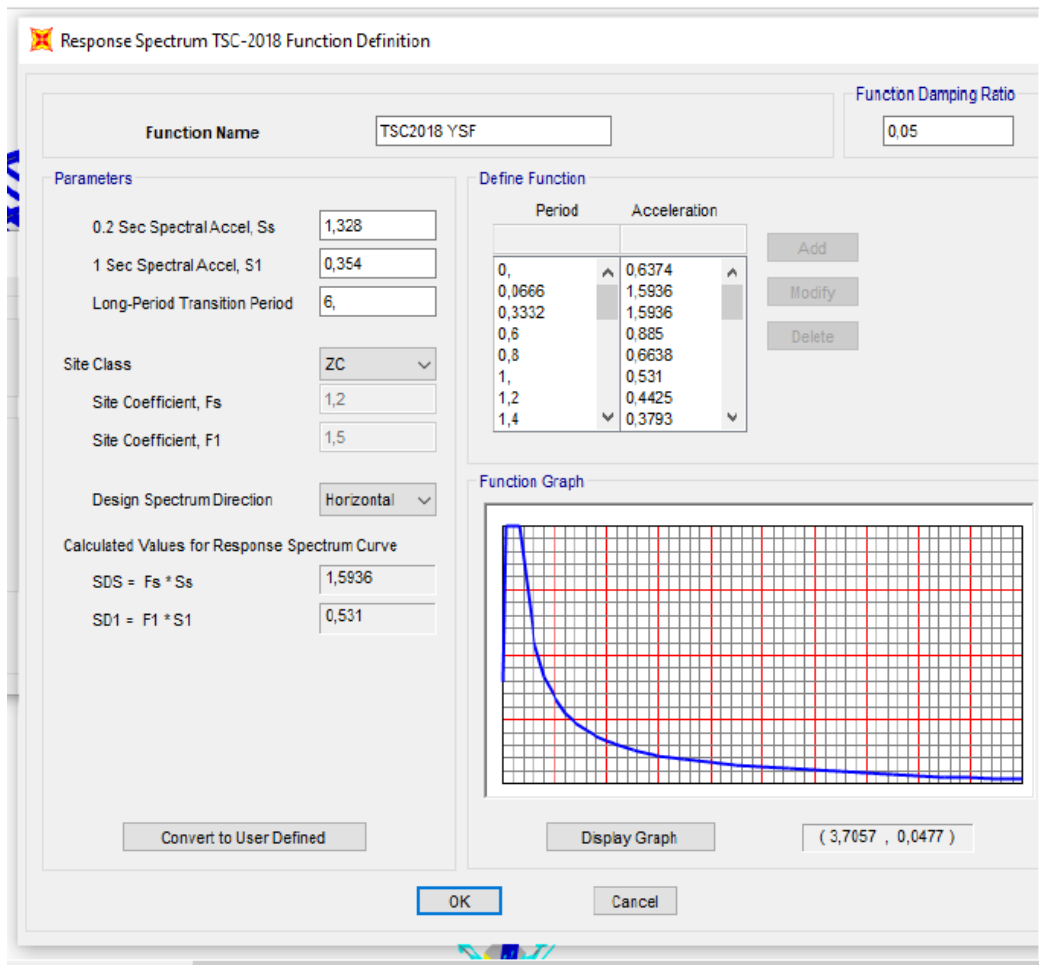 Response Spectrum TSC-2018 Function Definition
Function Name
TSC2018 YSF
Function Damping Ratio
0,05
Parameters
0.2 Sec Spectral Accel, Ss
1,328
1 Sec Spectral Accel, S1
0,354
Long-Period Transition Period
6,
Site Class
ZC
Site Coefficient, Fs
1,2
Site Coefficient, F1
1,5
Design Spectrum Direction
Horizontal
Calculated Values for Response Spectrum Curve
SDS = Fs * Ss
1,5936
SD1 = F1 * S1
0,531
Convert to User Defined
Define Function
Period Acceleration
0, 0,6374
0,0666 1,5936
0,3332 1,5936
0,6 0,885
0,8 0,6638
1, 0,531
1,2 0,4425
1,4 0,3793
Add
Modify
Delete
Function Graph
Display Graph
( 3,7057 , 0,0477 )
OK
Cancel